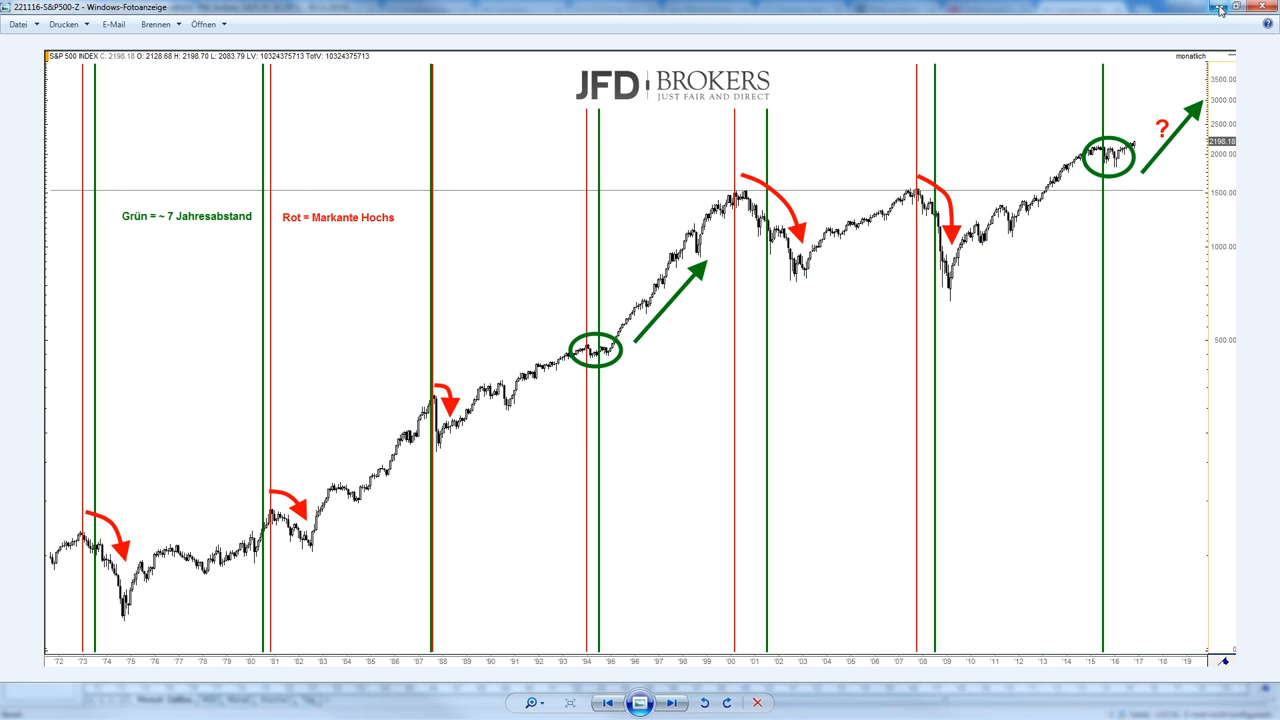 221116-S&P500-Z - Windows-Fotoanzeige
Datei Drucken E-Mail Brennen Öffnen
S&P 500 INDEX C: 2198.18 O: 2128.68 H: 2198.70 L: 2083.79 LV: 10324375713 TotV: 10324375713
monatlich
JFD BROKERS
JUST FAIR AND DIRECT
3500.00
3000.00
2500.00
?
2198.18
2000.00
1500.00
Grün = ~ 7 Jahresabstand
Rot = Markante Hochs
1000.00
500.00
'72 '73 '74 '75 '76 '77 '78 '79 '80 '81 '82 '83 '84 '85 '86 '87 '88 '89 '90 '91 '92 '93 '94 '95 '96 '97 '98 '99 '00 '01 '02 '03 '04 '05 '06 '07 '08 '09 '10 '11 '12 '13 '14 '15 '16 '17 '18 '19